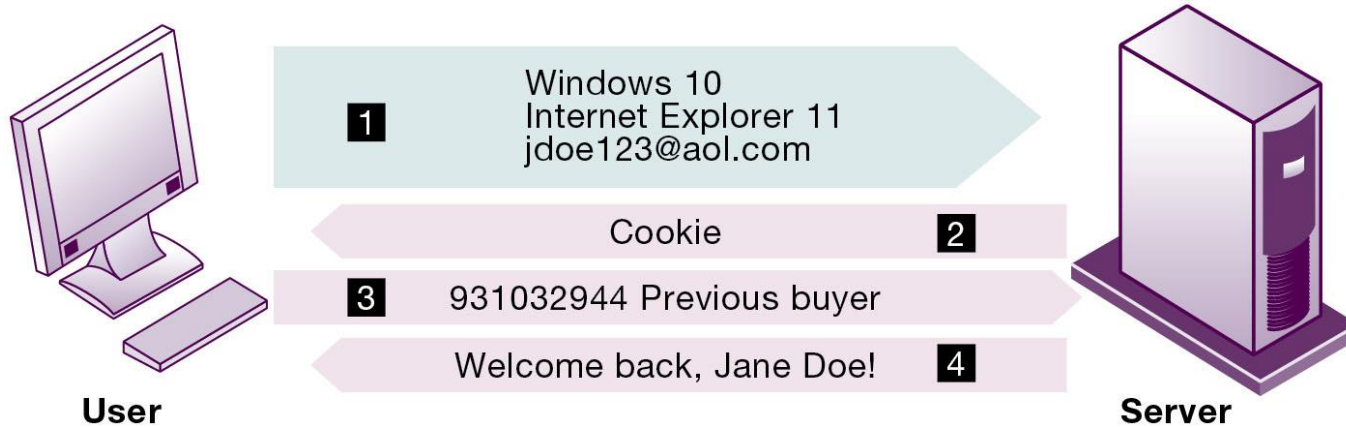 1
Windows 10
Internet Explorer 11
jdoe123@aol.com
Cookie 2
3 931032944 Previous buyer
Welcome back, Jane Doe! 4
User
Server